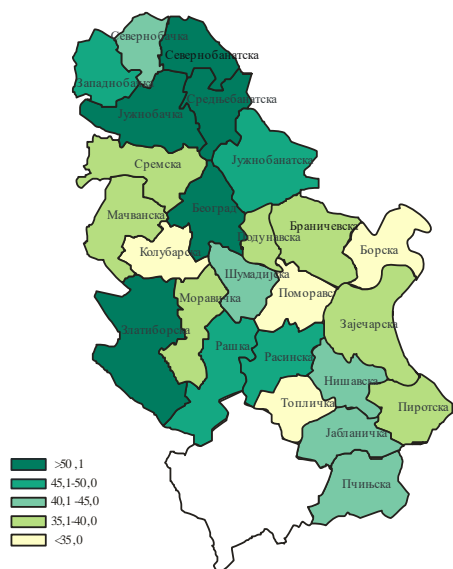 Севернобачка
Севернобанатска
Западнобачка
Средњебанатска
Јужнобачка
Јужнобанатска
Сремска
Београд
Мачванска
Браничевска
Подунавска
Борска
Колубарска
Шумадијска
Поморавс
Моравичка
Зајечарска
Златиборска
Рашка
Расинска
Нишавска
Топличка
Пиротска
Јабланичка
Пчињска
>50 ,1
45,1-50,0
40,1 -45,0
35,1-40,0
<35,0